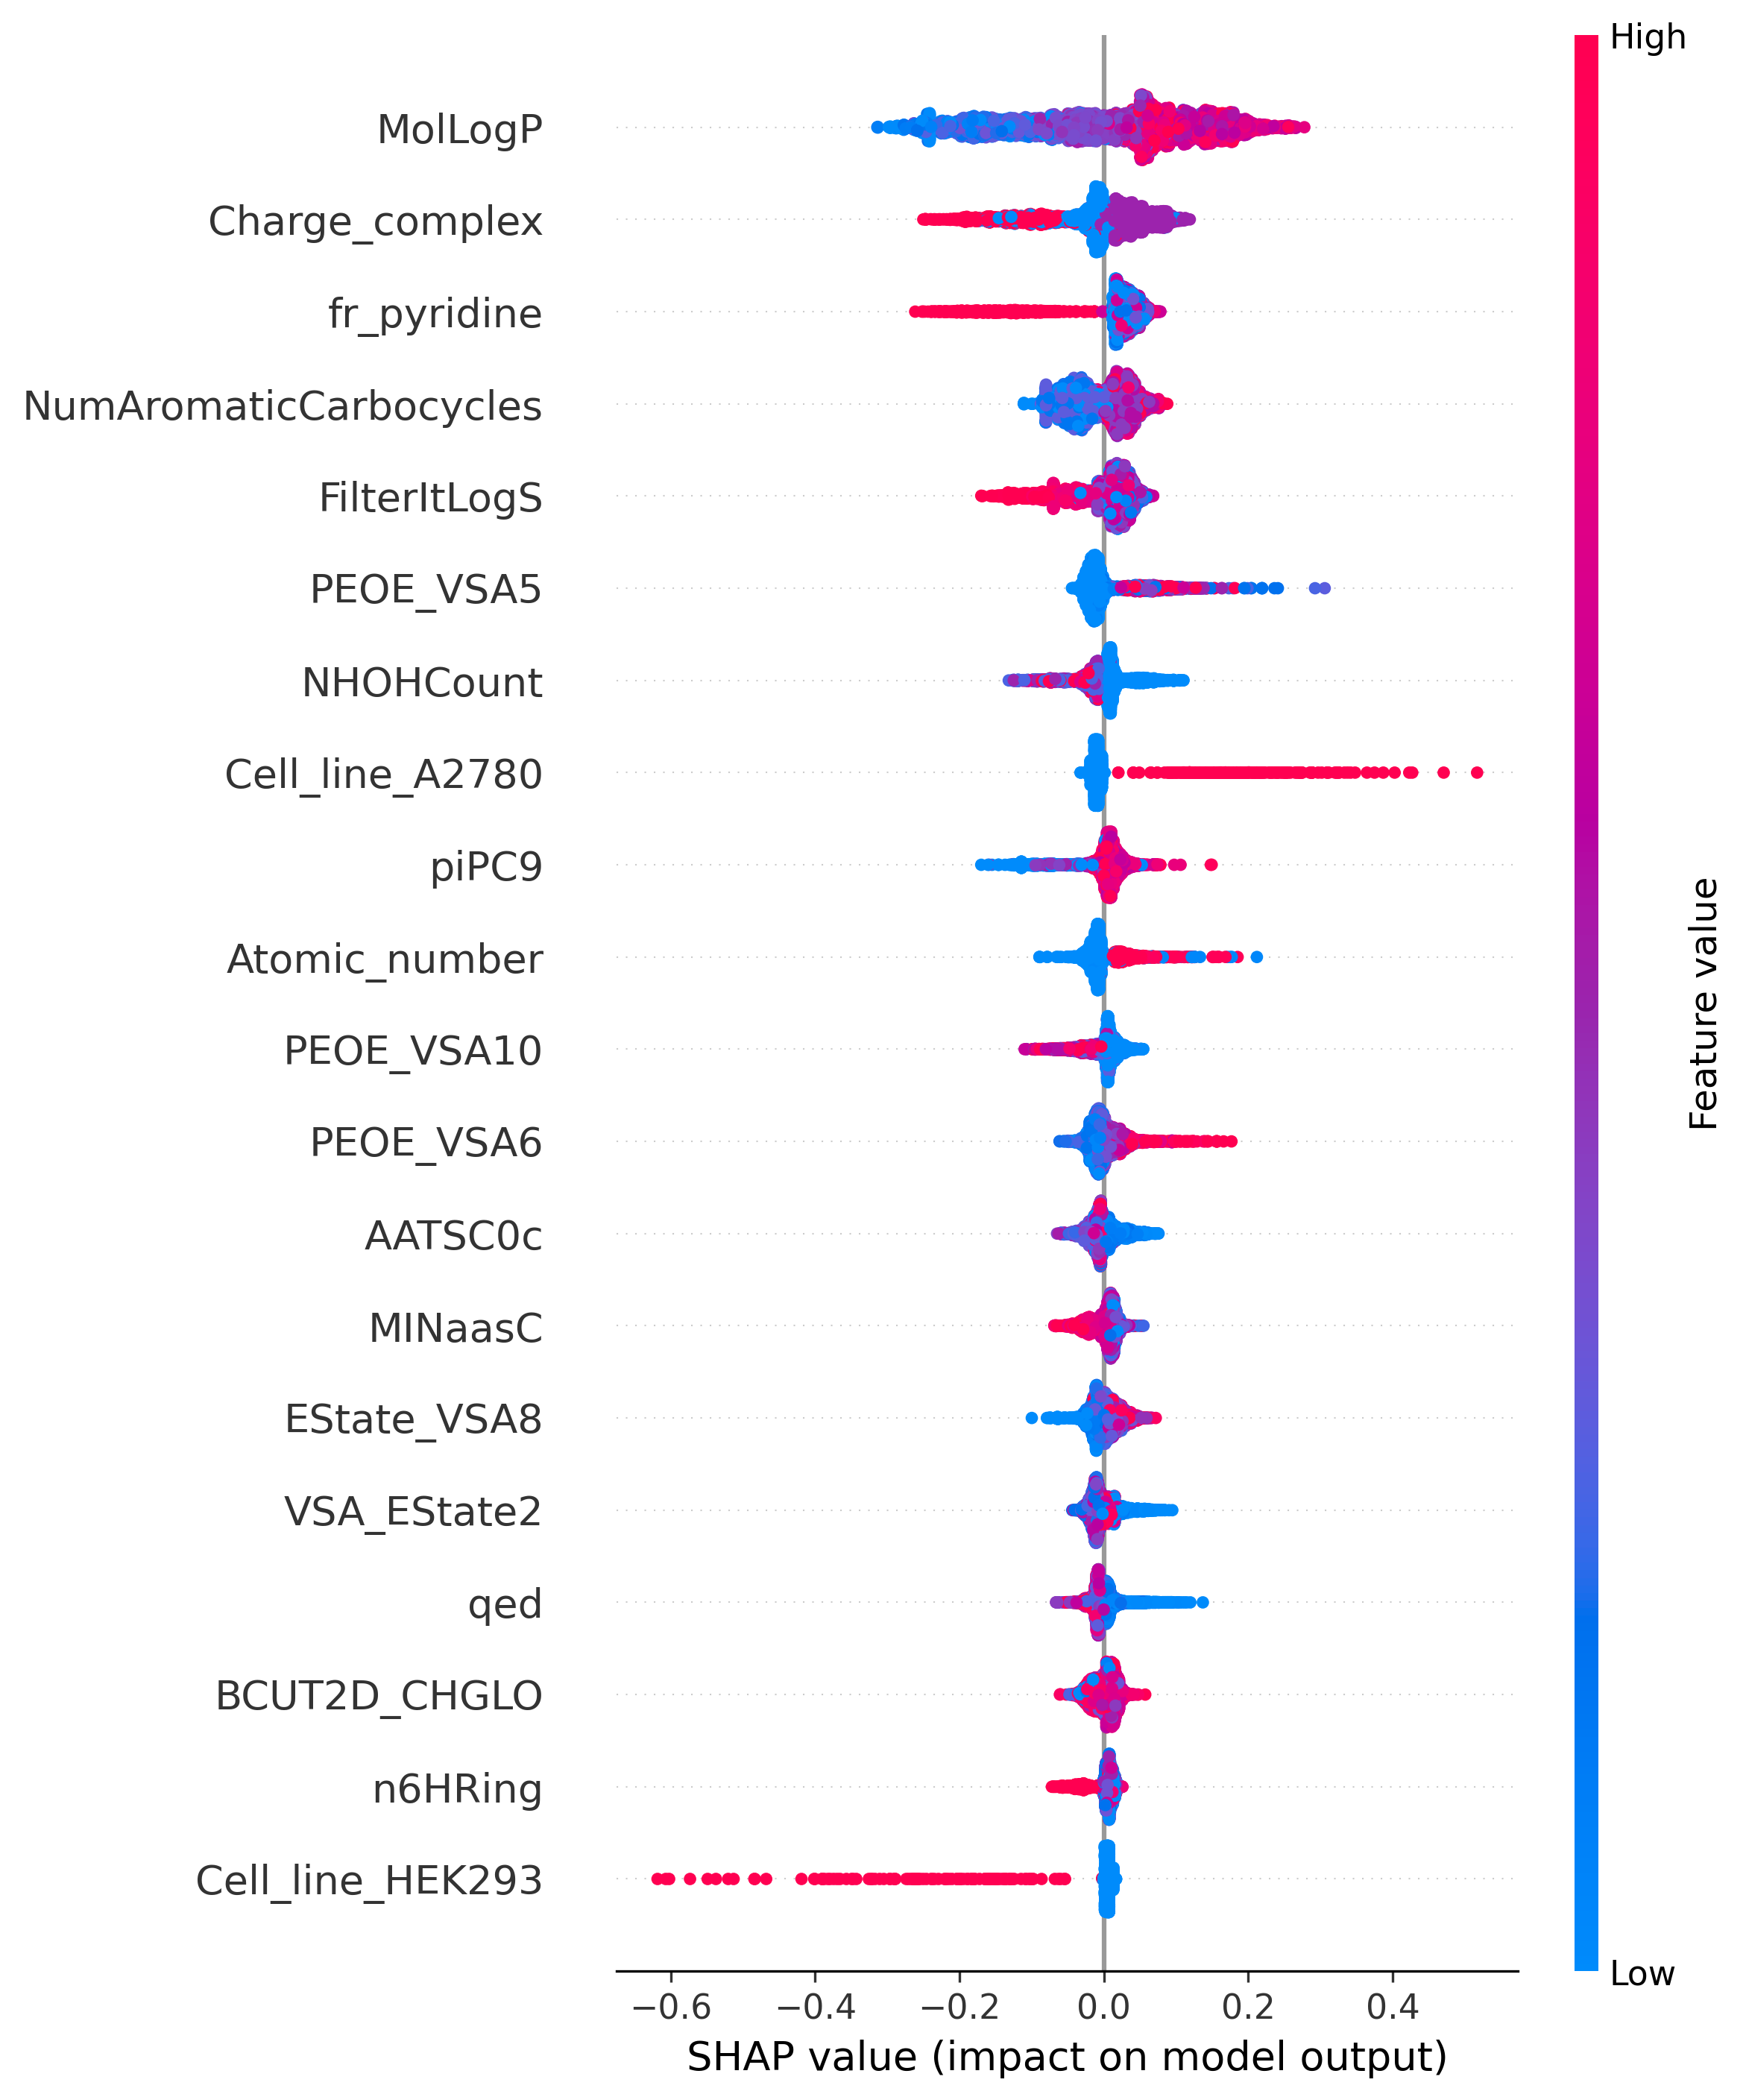 High
MolLogP
Charge_complex
fr_pyridine
NumAromaticCarbocycles
FilterItLogS
PEOE_VSA5
NHOHCount
Cell_line_A2780
piPC9
Atomic_number
PEOE_VSA10
PEOE_VSA6
AATSC0c
MINaasC
EState_VSA8
VSA_EState2
qed
BCUT2D_CHGLO
n6HRing
Cell_line_HEK293
Feature value
Low
−0.6 −0.4 −0.2 0.0 0.2 0.4
SHAP value (impact on model output)